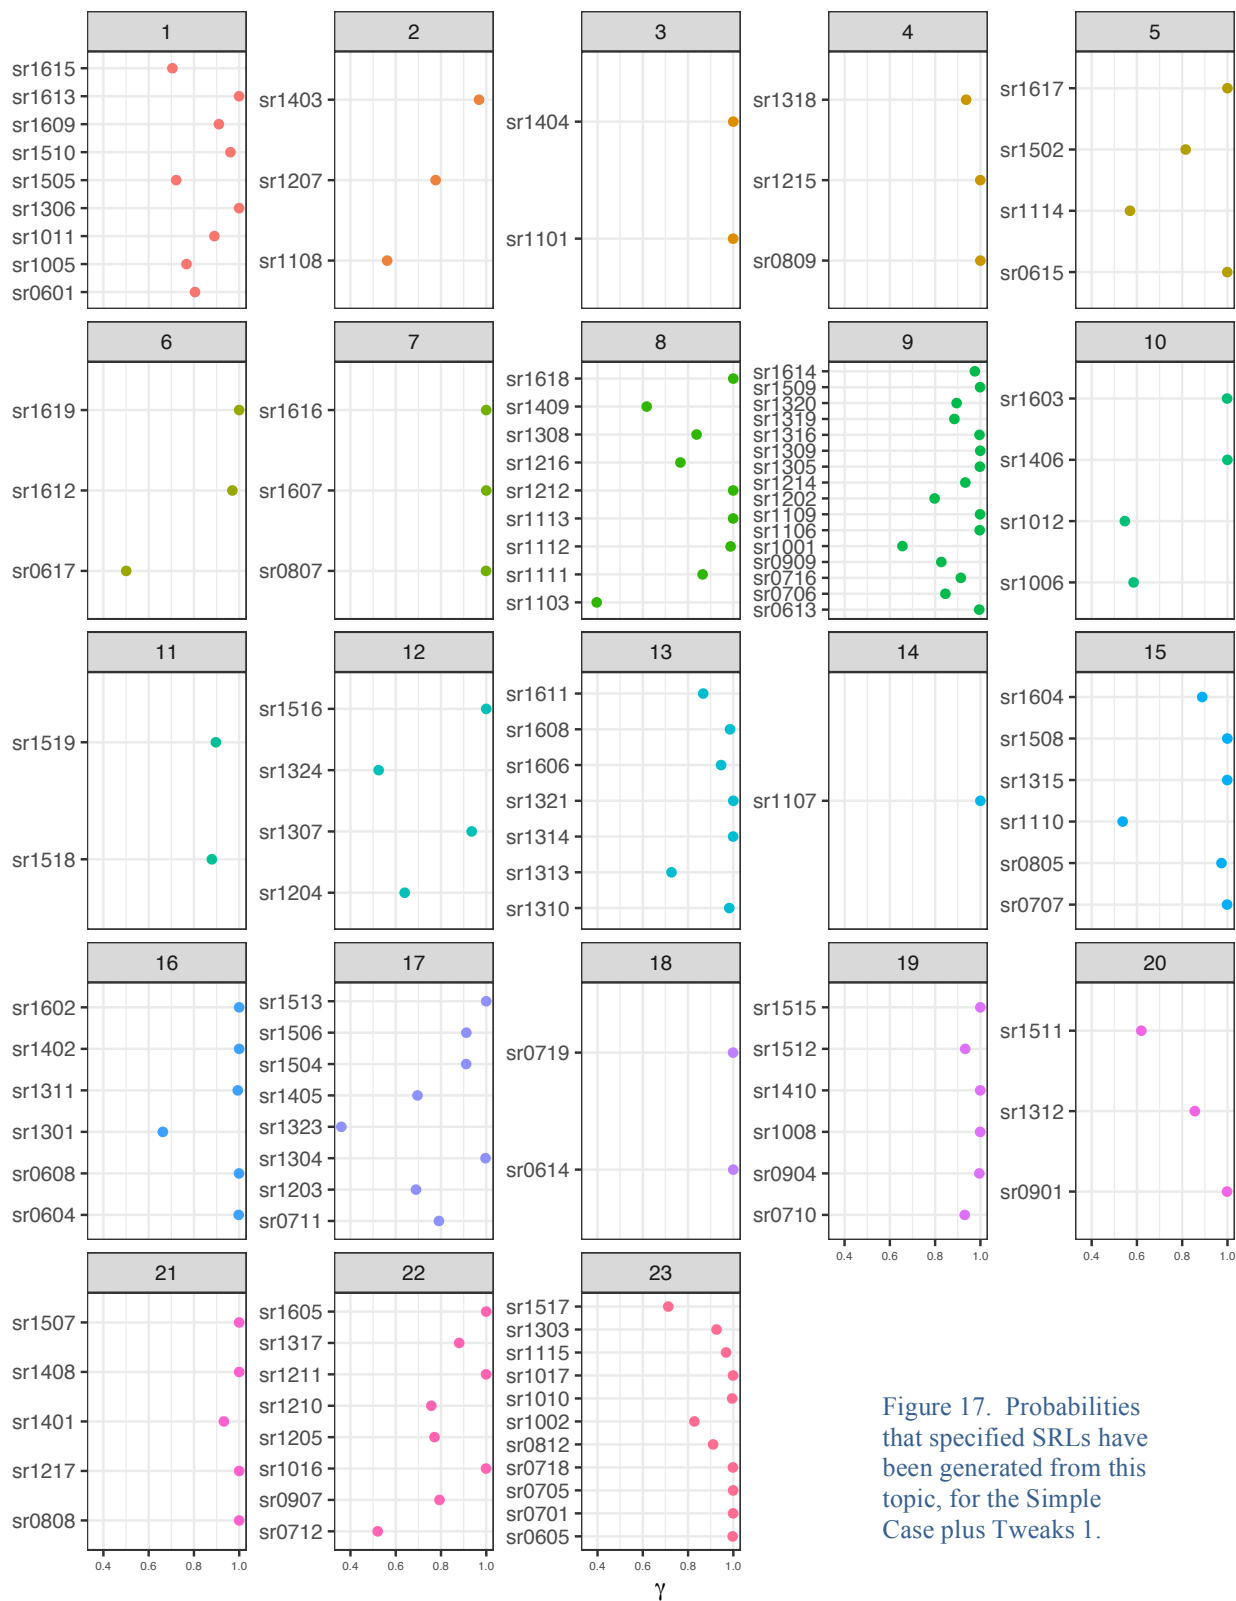 1
sr1615
sr1613
sr1609
sr1510
sr1505
sr1306
sr1011
sr1005
sr0601
2
sr1403
sr1207
sr1108
3
sr1404
sr1101
4
sr1318
sr1215
sr0809
5
sr1617
sr1502
sr1114
sr0615
6
sr1619
sr1612
sr0617
7
sr1616
sr1607
sr0807
8
sr1618
sr1409
sr1308
sr1216
sr1212
sr1113
sr1112
sr1111
sr1103
9
sr1614
sr1509
sr1320
sr1319
sr1316
sr1309
sr1305
sr1214
sr1202
sr1109
sr1106
sr1001
sr0909
sr0716
sr0706
sr0613
10
sr1603
sr1406
sr1012
sr1006
11
sr1519
sr1518
12
sr1516
sr1324
sr1307
sr1204
13
sr1611
sr1608
sr1606
sr1321
sr1314
sr1313
sr1310
14
sr1107
15
sr1604
sr1508
sr1315
sr1110
sr0805
sr0707
16
sr1602
sr1402
sr1311
sr1301
sr0608
sr0604
17
sr1513
sr1506
sr1504
sr1405
sr1323
sr1304
sr1203
sr0711
18
sr0719
sr0614
19
sr1515
sr1512
sr1410
sr1008
sr0904
sr0710
0.4 0.6 0.8 1.0
20
sr1511
sr1312
sr0901
0.4 0.6 0.8 1.0
21
sr1507
sr1408
sr1401
sr1217
sr0808
0.4 0.6 0.8 1.0
22
sr1605
sr1317
sr1211
sr1210
sr1205
sr1016
sr0907
sr0712
0.4 0.6 0.8 1.0
23
sr1517
sr1303
sr1115
sr1017
sr1010
sr1002
sr0812
sr0718
sr0705
sr0701
sr0605
0.4 0.6 0.8 1.0
γ
Figure 17. Probabilities
that specified SRLs have
been generated from this
topic, for the Simple
Case plus Tweaks 1.